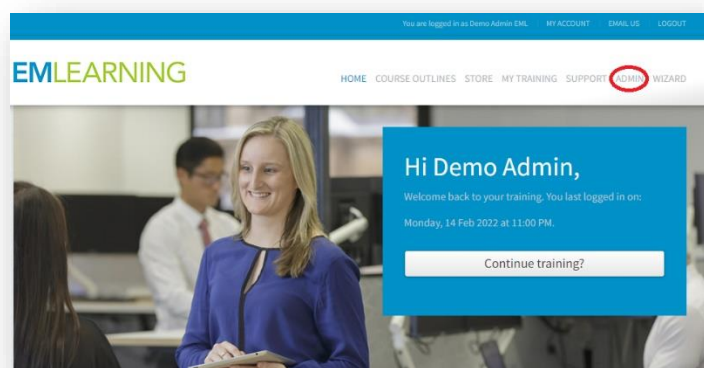 You are logged in as Demo Admin EML MY ACCOUNT EMAIL US LOGOUT
EMLEARNING
HOME COURSE OUTLINES STORE MY TRAINING SUPPORT ADMIN WIZARD
Hi Demo Admin,
Welcome back to your training. You last logged in on:
Monday, 14 Feb 2022 at 11:00 PM.
Continue training?